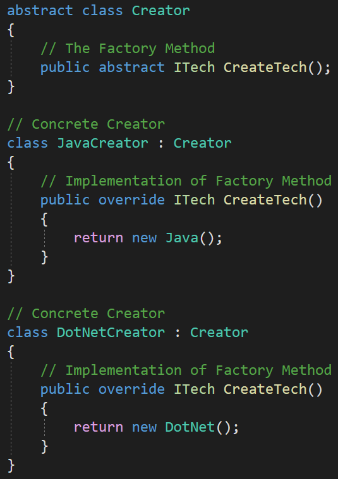 abstract class Creator
{
    // The Factory Method
    public abstract ITech CreateTech();
}

// Concrete Creator
class JavaCreator : Creator
{
    // Implementation of Factory Method
    public override ITech CreateTech()
    {
        return new Java();
    }
}

// Concrete Creator
class DotNetCreator : Creator
{
    // Implementation of Factory Method
    public override ITech CreateTech()
    {
        return new DotNet();
    }
}